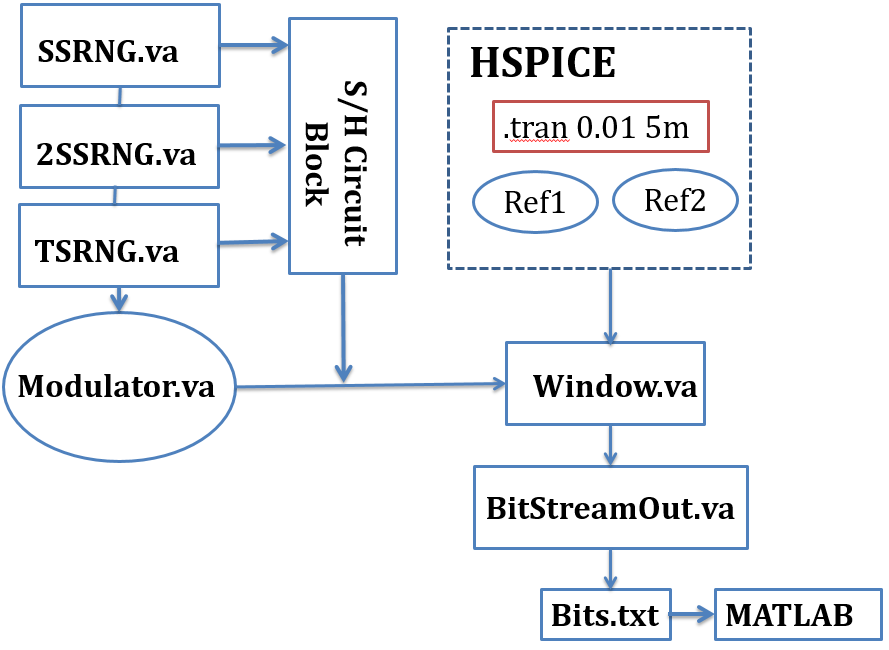 SSRNG.va
2SSRNG.va
TSRNG.va
S/H Circuit
Block
Modulator.va
HSPICE
.tran 0.01 5m
Ref1
Ref2
Window.va
BitStreamOut.va
Bits.txt
MATLAB